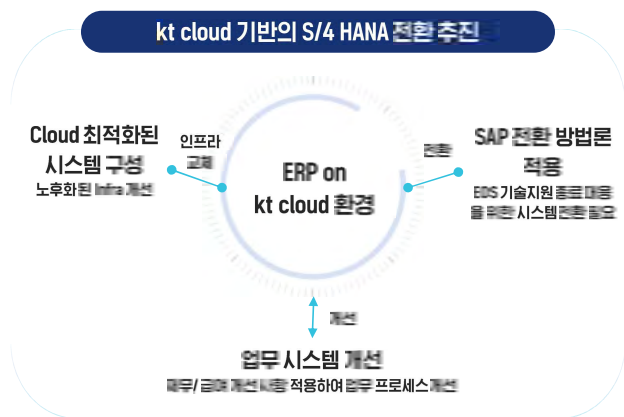 kt cloud 기반의 S/4 HANA 전환 추진
Cloud 최적화된
시스템 구성
노후화된 Infra 개선
인프라
교체
ERP on
kt cloud 환경
전환
SAP 전환 방법론
적용
EOS 기술지원 종료 대응
을 위한 시스템 전환 필요
개선
업무 시스템 개선
재무/ 급여 개선 사항 적용하여 업무 프로세스 개선